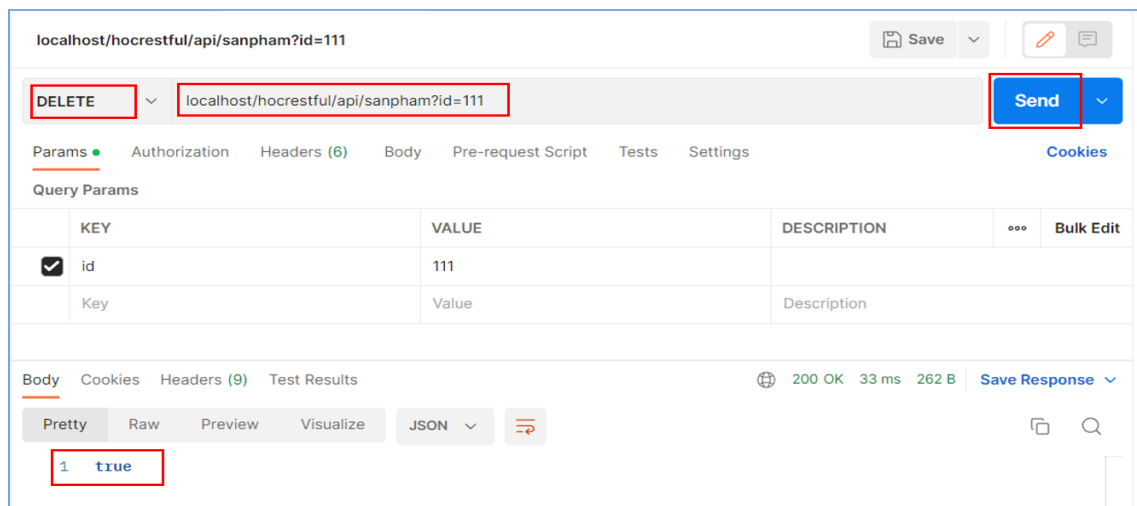 localhost/hocrestful/api/sanpham?id=111 Save
DELETE localhost/hocrestful/api/sanpham?id=111 Send
Params Authorization Headers (6) Body Pre-request Script Tests Settings Cookies
Query Params
KEY VALUE DESCRIPTION ooo Bulk Edit
id 111
Key Value Description
Body Cookies Headers (9) Test Results 200 OK 33 ms 262 B Save Response
Pretty Raw Preview Visualize JSON
1 true